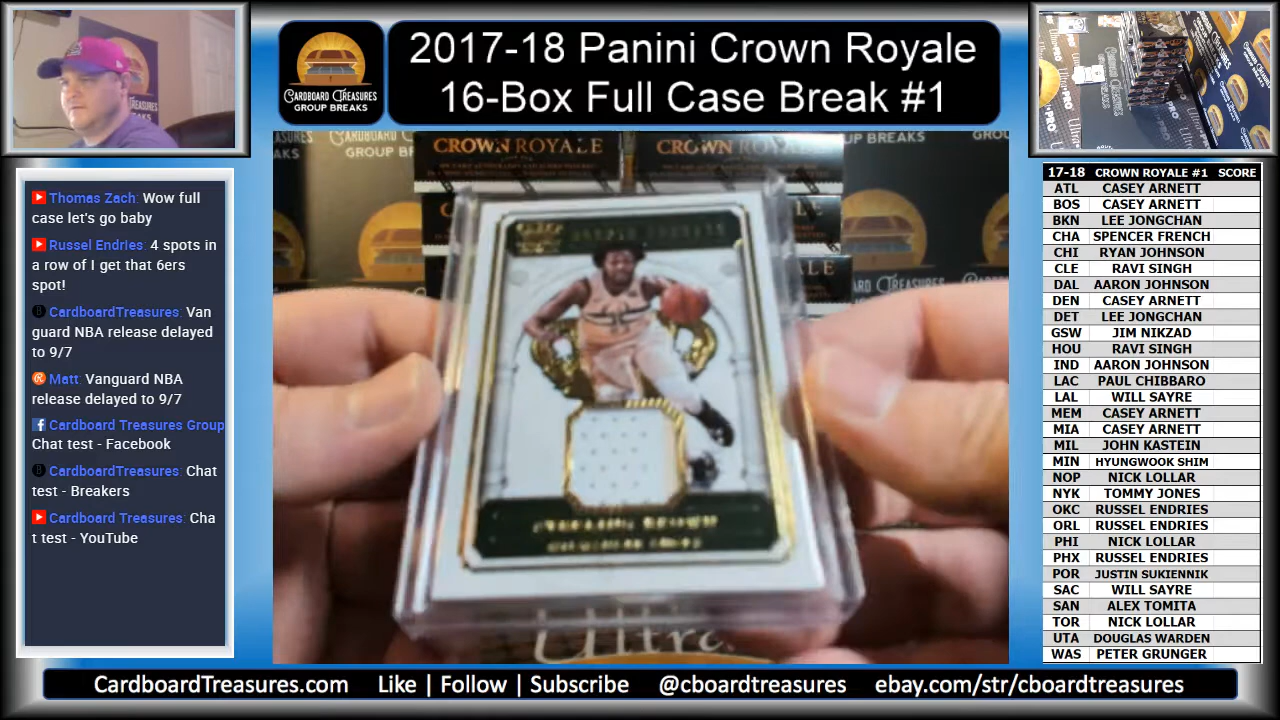 CARDBOARD TREASURES
GROUP BREAKS
2017-18 Panini Crown Royale
16-Box Full Case Break #1
Thomas Zach: Wow full
case let's go baby
Russel Endries: 4 spots in
a row of I get that 6ers
spot!
CardboardTreasures: Van
guard NBA release delayed
to 9/7
Matt: Vanguard NBA
release delayed to 9/7
Cardboard Treasures Group
Chat test - Facebook
CardboardTreasures: Chat
test - Breakers
Cardboard Treasures: Cha
t test - YouTube
CROWN ROYALE
CROWN ROYALE
GROUP BREAKS
Ultra
17-18 CROWN ROYALE #1 SCORE
ATL CASEY ARNETT
BOS CASEY ARNETT
BKN LEE JONGCHAN
CHA SPENCER FRENCH
CHI RYAN JOHNSON
CLE RAVI SINGH
DAL AARON JOHNSON
DEN CASEY ARNETT
DET LEE JONGCHAN
GSW JIM NIKZAD
HOU RAVI SINGH
IND AARON JOHNSON
LAC PAUL CHIBBARO
LAL WILL SAYRE
MEM CASEY ARNETT
MIA CASEY ARNETT
MIL JOHN KASTEIN
MIN HYUNGWOOK SHIM
NOP NICK LOLLAR
NYK TOMMY JONES
OKC RUSSEL ENDRIES
ORL RUSSEL ENDRIES
PHI NICK LOLLAR
PHX RUSSEL ENDRIES
POR JUSTIN SUKIENNIK
SAC WILL SAYRE
SAN ALEX TOMITA
TOR NICK LOLLAR
UTA DOUGLAS WARDEN
WAS PETER GRUNGER
CardboardTreasures.com Like | Follow | Subscribe @cboardtreasures ebay.com/str/cboardtreasures